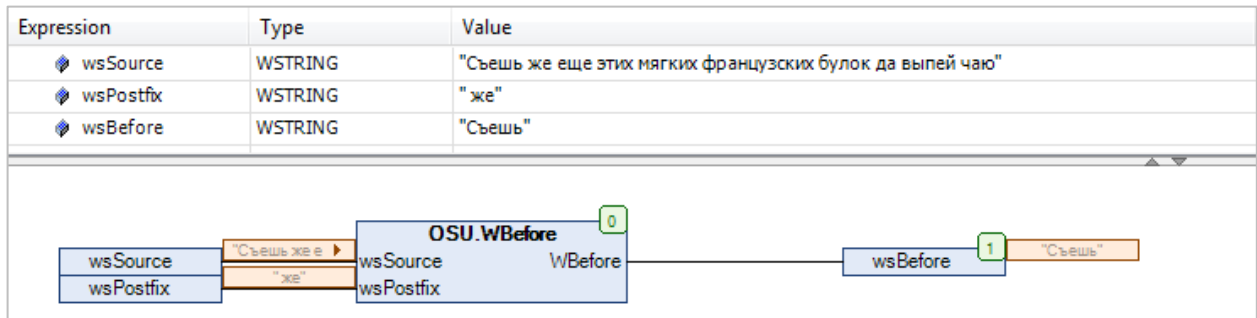 Expression Type Value
wsSource WSTRING "Съешь же еще этих мягких французских булок да выпей чаю"
wsPostfix WSTRING " же"
wsBefore WSTRING "Съешь"
0
OSU.WBefore
wsSource "Съешь же е wsSource WBefore wsBefore 1 "Съешь"
wsPostfix " же" wsPostfix